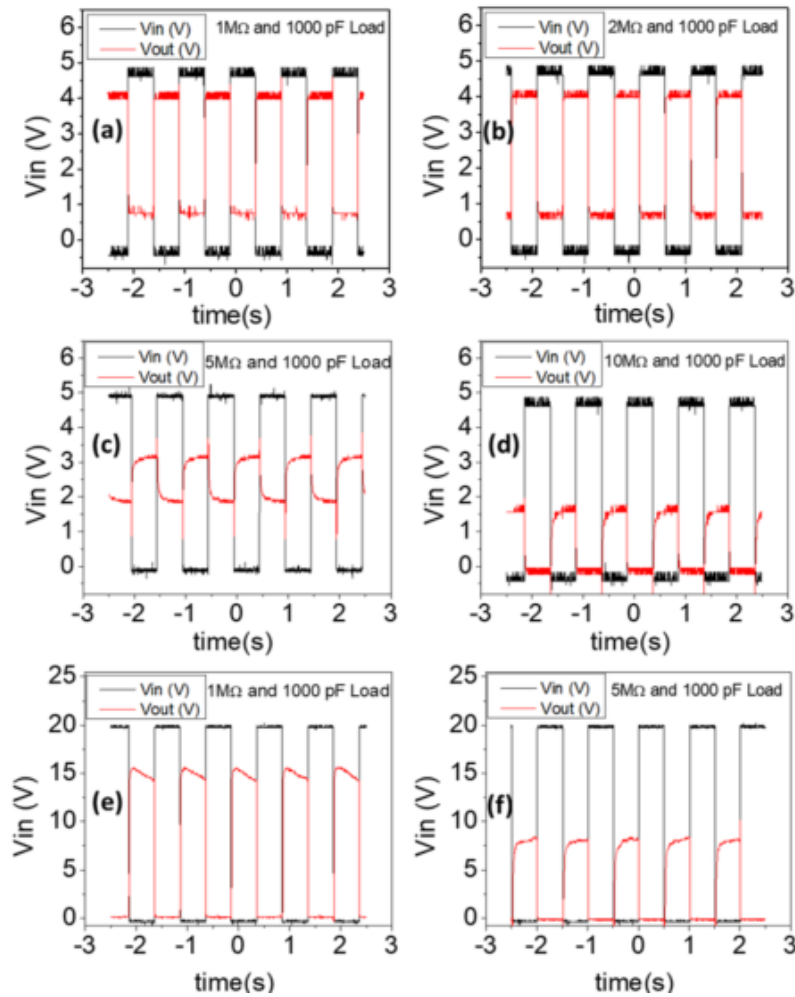 Vin (V)
Vout (V)
1MΩ and 1000 pF Load
(a)
Vin (V)
6
5
4
3
2
1
0
-3 -2 -1 0 1 2 3
time(s)
Vin (V)
Vout (V)
2MΩ and 1000 pF Load
(b)
Vin (V)
6
5
4
3
2
1
0
-3 -2 -1 0 1 2 3
time(s)
Vin (V)
Vout (V)
5MΩ and 1000 pF Load
(c)
Vin (V)
6
5
4
3
2
1
0
-3 -2 -1 0 1 2 3
time(s)
Vin (V)
Vout (V)
10MΩ and 1000 pF Load
(d)
Vin (V)
6
5
4
3
2
1
0
-3 -2 -1 0 1 2 3
time(s)
Vin (V)
Vout (V)
1MΩ and 1000 pF Load
(e)
Vin (V)
25
20
15
10
5
0
-3 -2 -1 0 1 2 3
time(s)
Vin (V)
Vout (V)
5MΩ and 1000 pF Load
(f)
Vin (V)
25
20
15
10
5
0
-3 -2 -1 0 1 2 3
time(s)